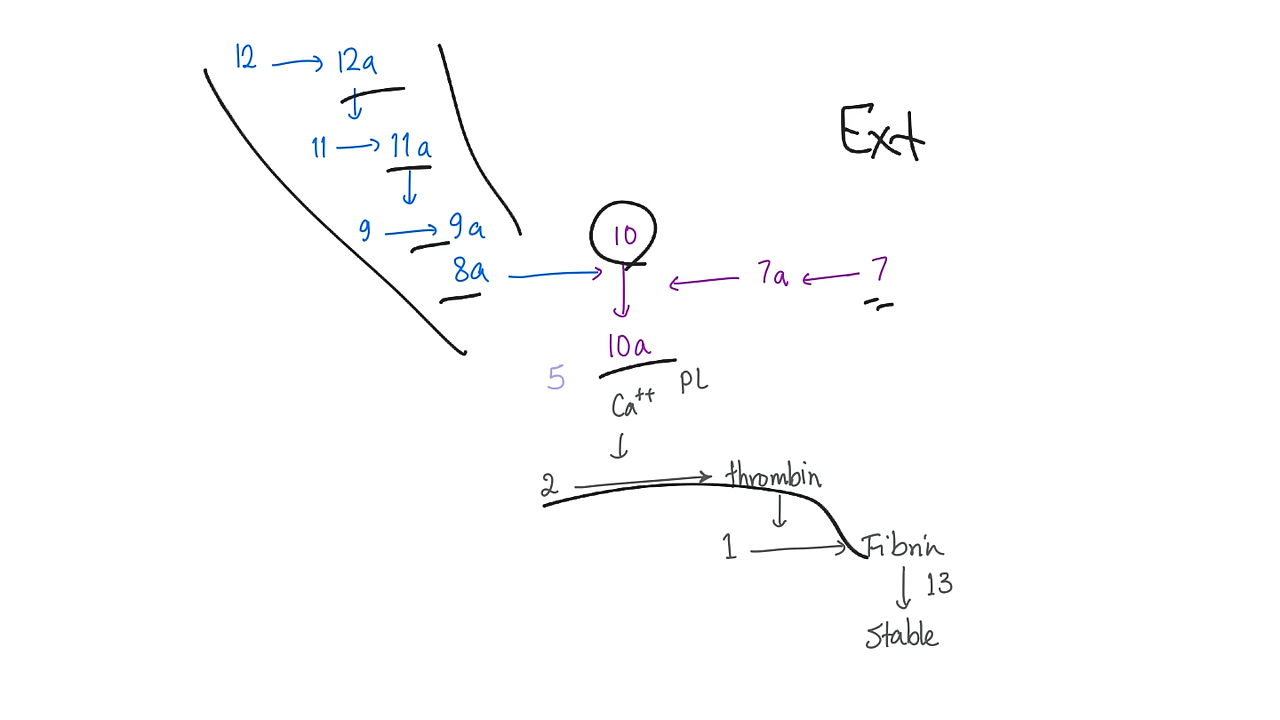 12 → 12a
↓
Ext
11 → 11a
↓
10
9 → 9a
8a →
← 7a ← 7
↓
10a
5
PL
Ca⁺⁺
↓
2 → thrombin
↓
1 → Fibrin
↓ 13
Stable